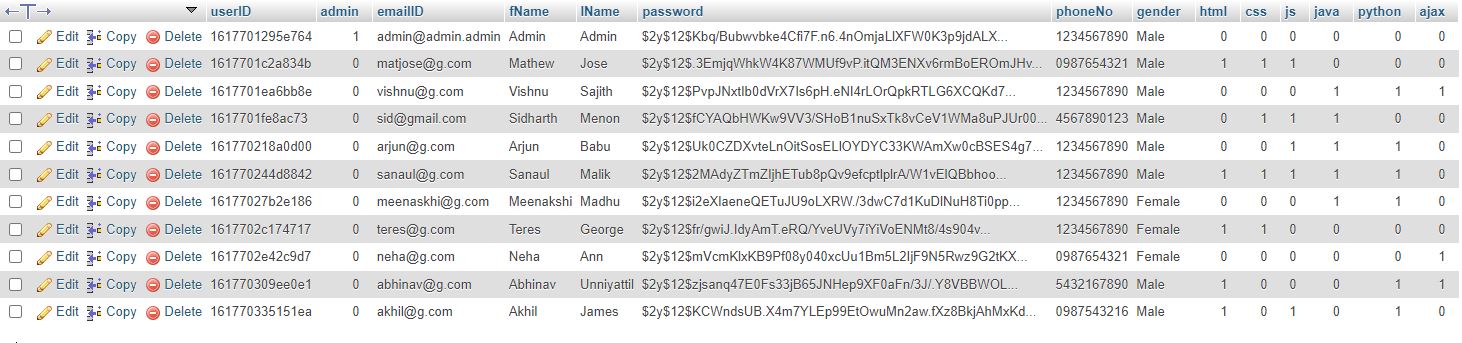 userID admin emailID fName lName password phoneNo gender html css js java python ajax
Edit Copy Delete 1617701295e764 1 admin@admin.admin Admin Admin $2y$12$Kbq/Bubwvbke4Cfi7F.n6.4nOmjaLlXFW0K3p9jdALX... 1234567890 Male 0 0 0 0 0 0
Edit Copy Delete 1617701c2a834b 0 matjose@g.com Mathew Jose $2y$12$.3EmjqWhkW4K87WMUf9vP.itQM3ENXv6rmBoEROmJHv... 0987654321 Male 1 1 1 0 0 0
Edit Copy Delete 1617701ea6bb8e 0 vishnu@g.com Vishnu Sajith $2y$12$PvpJNxtlb0dVrX7Is6pH.eNI4rLOrQpkRTLG6XCQKd7... 1234567890 Male 0 0 0 1 1 1
Edit Copy Delete 1617701fe8ac73 0 sid@gmail.com Sidharth Menon $2y$12$fCYAQbHWKw9VV3/SHoB1nuSxTk8vCeV1WMa8uPJUr00... 4567890123 Male 0 1 1 1 0 0
Edit Copy Delete 161770218a0d00 0 arjun@g.com Arjun Babu $2y$12$Uk0CZDXvteLnOitSosELIOYDYC33KWAmXw0cBSES4g7... 1234567890 Male 0 0 1 1 1 0
Edit Copy Delete 161770244d8842 0 sanaul@g.com Sanaul Malik $2y$12$2MAdyZTmZljhETub8pQv9efcptlplrA/W1vElQBbhoo... 1234567890 Male 1 1 1 1 1 0
Edit Copy Delete 16177027b2e186 0 meenaskhi@g.com Meenakshi Madhu $2y$12$i2eXlaeneQETuJU9oLXRW./3dwC7d1KuDlNuH8Ti0pp... 1234567890 Female 0 0 0 1 1 0
Edit Copy Delete 1617702c174717 0 teres@g.com Teres George $2y$12$fr/gwiJ.ldyAmT.eRQ/YveUVy7iYiVoENMt8/4s904v... 1234567890 Female 1 1 0 0 0 0
Edit Copy Delete 1617702e42c9d7 0 neha@g.com Neha Ann $2y$12$mVcmKlxKB9Pf08y040xcUu1Bm5L2ljF9N5Rwz9G2tKX... 0987654321 Female 0 0 0 0 0 1
Edit Copy Delete 161770309ee0e1 0 abhinav@g.com Abhinav Unniyattil $2y$12$zjsanq47E0Fs33jB65JNHep9XF0aFn/3J/.Y8VBBWOL... 5432167890 Male 1 0 0 0 1 1
Edit Copy Delete 161770335151ea 0 akhil@g.com Akhil James $2y$12$KCWndsUB.X4m7YLEp99EtOwuMn2aw.fXz8BkjAhMxKd... 0987543216 Male 1 0 1 0 1 0